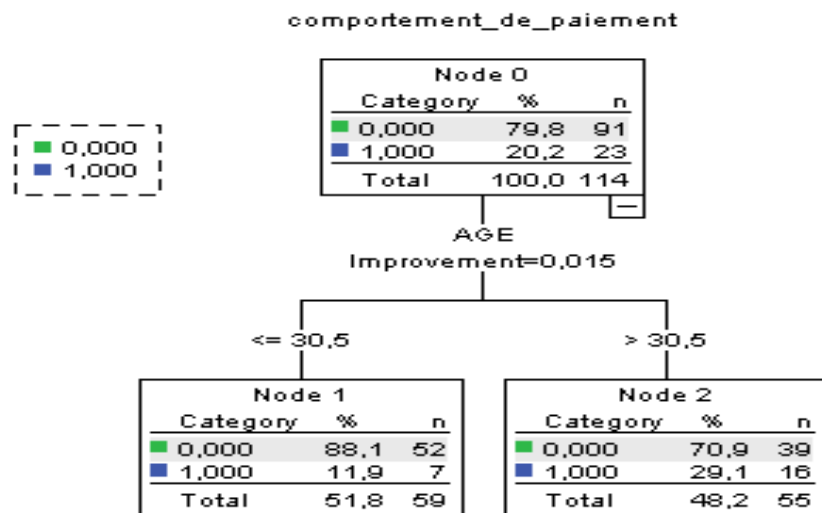 comportement_de_paiement
Node 0
Category % n
0,000 79,8 91
1,000 20,2 23
Total 100,0 114
0,000
1,000
AGE
Improvement=0,015
<= 30,5
> 30,5
Node 1
Category % n
0,000 88,1 52
1,000 11,9 7
Total 51,8 59
Node 2
Category % n
0,000 70,9 39
1,000 29,1 16
Total 48,2 55